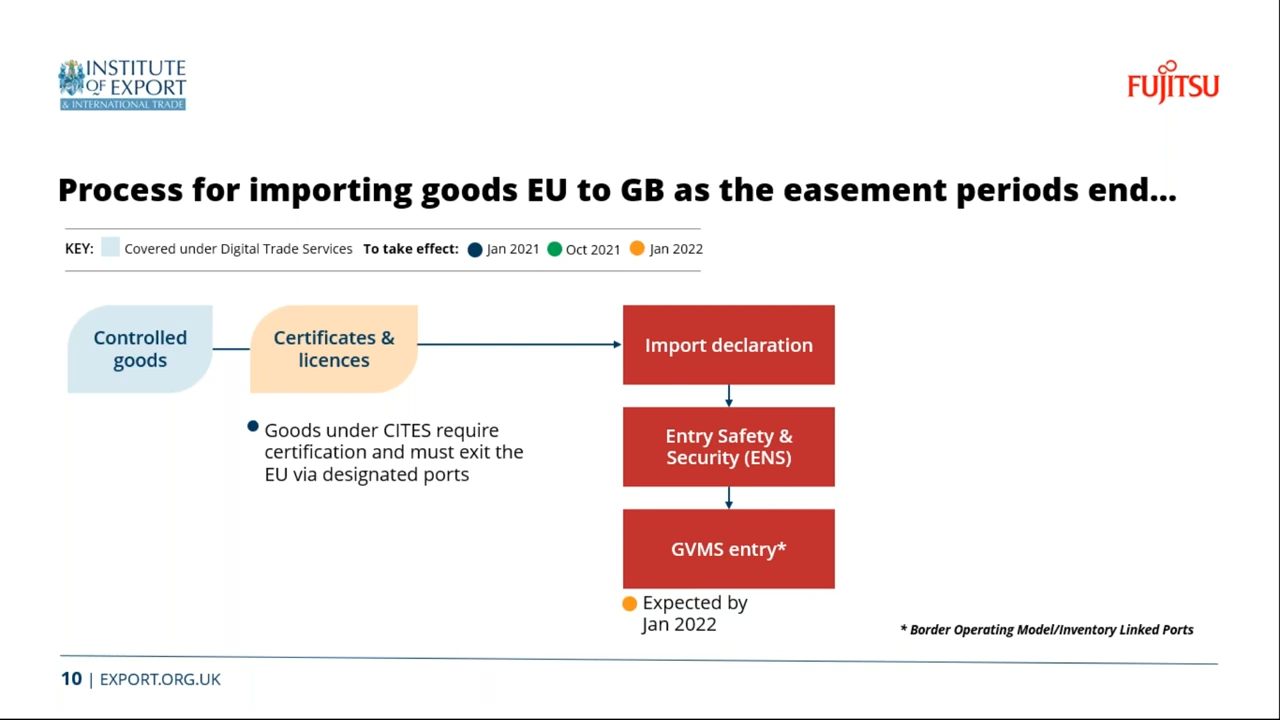 INSTITUTE
OF EXPORT
& INTERNATIONAL TRADE
FUJITSU
Process for importing goods EU to GB as the easement periods end...
KEY: Covered under Digital Trade Services To take effect: Jan 2021 Oct 2021 Jan 2022
Controlled
goods
Certificates &
licences
Import declaration
Goods under CITES require
certification and must exit the
EU via designated ports
Entry Safety &
Security (ENS)
GVMS entry*
Expected by
Jan 2022
* Border Operating Model/Inventory Linked Ports
10 | EXPORT.ORG.UK